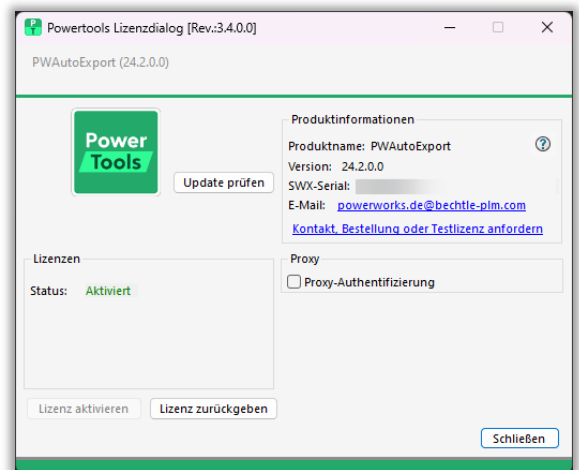 Powertools Lizenzdialog [Rev.:3.4.0.0]
PWAutoExport (24.2.0.0)
Power
Tools
Update prüfen
Produktinformationen
Produktname: PWAutoExport
Version: 24.2.0.0
SWX-Serial:
E-Mail: powerworks.de@bechtle-plm.com
Kontakt, Bestellung oder Testlizenz anfordern
Lizenzen
Status: Aktiviert
Proxy
Proxy-Authentifizierung
Lizenz aktivieren
Lizenz zurückgeben
Schließen